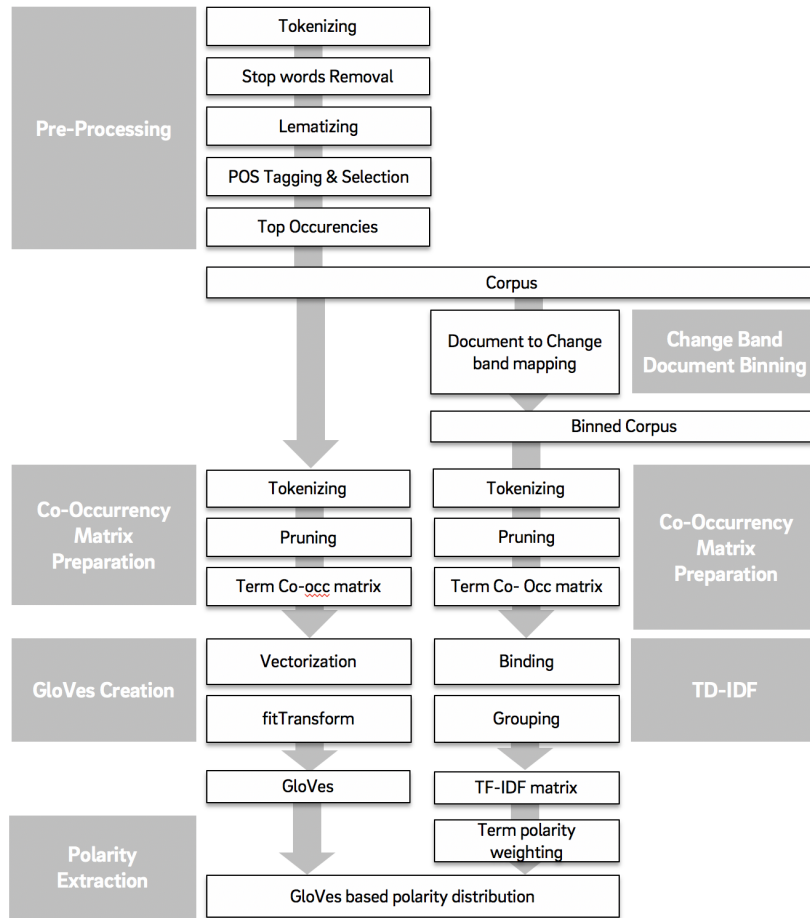 Tokenizing
Stop words Removal
Pre-Processing
Lematizing
POS Tagging & Selection
Top Occurencies
Corpus
Document to Change
band mapping
Change Band
Document Binning
Binned Corpus
Co-Occurrency
Matrix
Preparation
Tokenizing
Pruning
Term Co-occ matrix
Tokenizing
Pruning
Term Co- Occ matrix
Co-Occurrency
Matrix
Preparation
GloVes Creation
Vectorization
fitTransform
Binding
Grouping
TD-IDF
GloVes
TF-IDF matrix
Polarity
Extraction
Term polarity
weighting
GloVes based polarity distribution